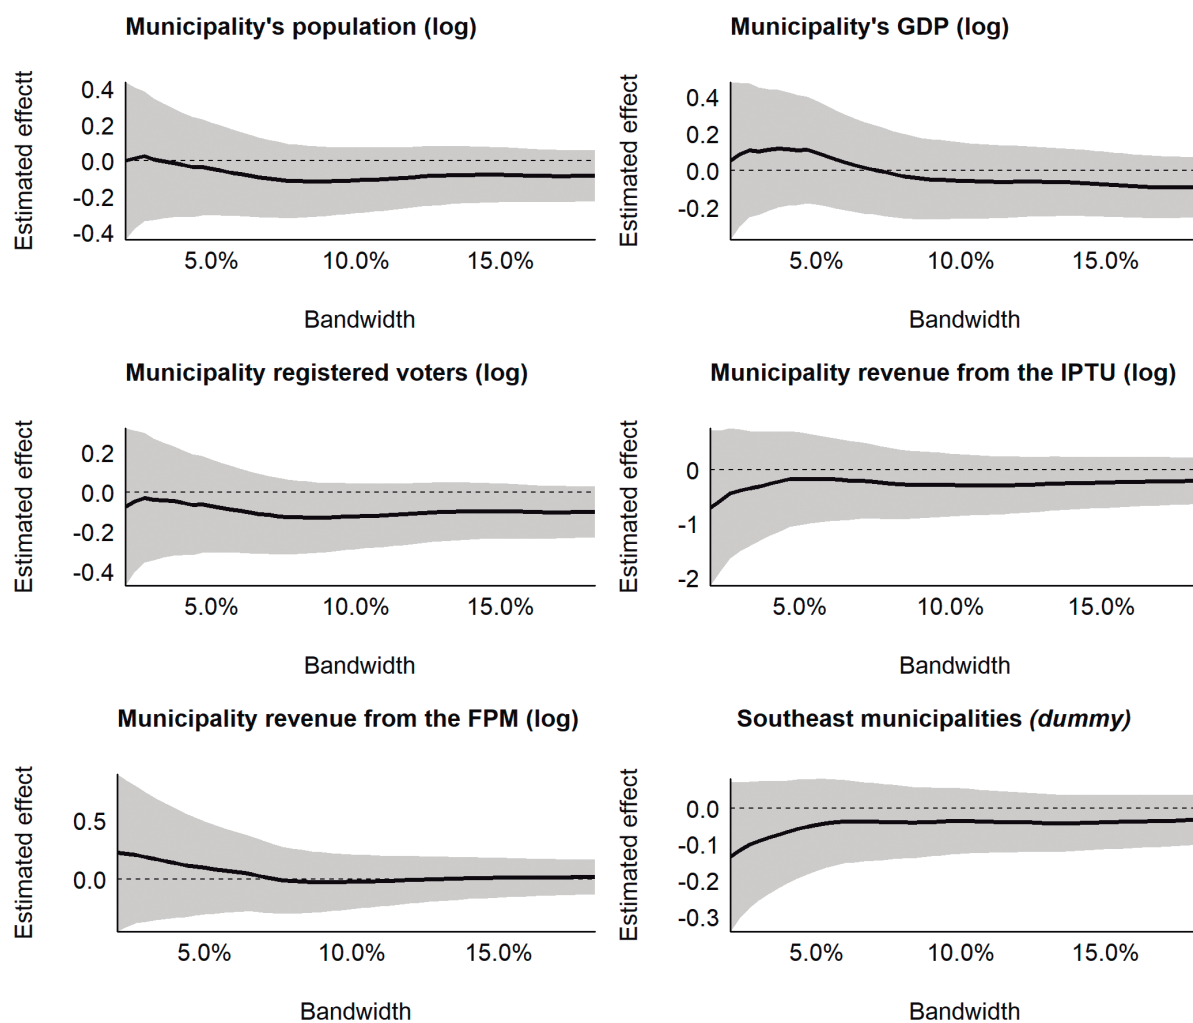 Municipality's population (log)
Estimated effectt
0.4
0.2
0.0
-0.2
-0.4
5.0% 10.0% 15.0%
Bandwidth
Municipality's GDP (log)
Estimated effect
0.4
0.2
0.0
-0.2
5.0% 10.0% 15.0%
Bandwidth
Municipality registered voters (log)
Estimated effect
0.2
0.0
-0.2
-0.4
5.0% 10.0% 15.0%
Bandwidth
Municipality revenue from the IPTU (log)
Estimated effect
0
-1
-2
5.0% 10.0% 15.0%
Bandwidth
Municipality revenue from the FPM (log)
Estimated effect
0.5
0.0
5.0% 10.0% 15.0%
Bandwidth
Southeast municipalities (dummy)
Estimated effect
0.0
-0.1
-0.2
-0.3
5.0% 10.0% 15.0%
Bandwidth